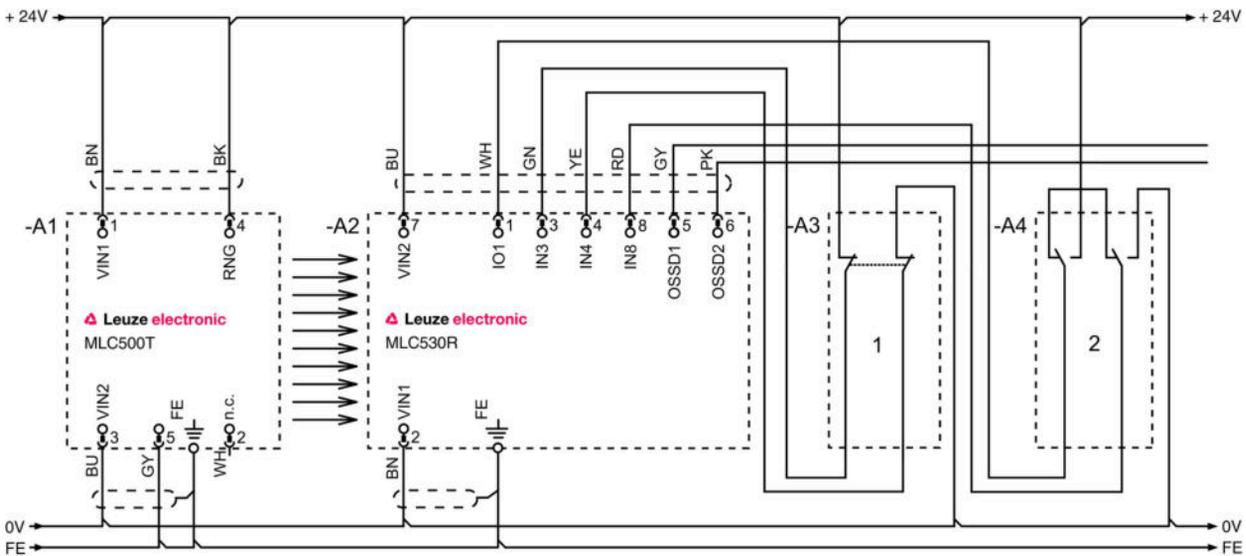 + 24V
+ 24V
BN
BK
BU
WH
GN
YE
RD
GY
PK
-A1
1
4
-A2
7
1
3
4
8
5
6
-A3
-A4
VIN1
RNG
VIN2
IO1
IN3
IN4
IN8
OSSD1
OSSD2
Leuze electronic
MLC500T
Leuze electronic
MLC530R
1
2
VIN2
FE
n.c.
VIN1
FE
3
5
2
2
BU
GY
WH
BN
0V
0V
FE
FE